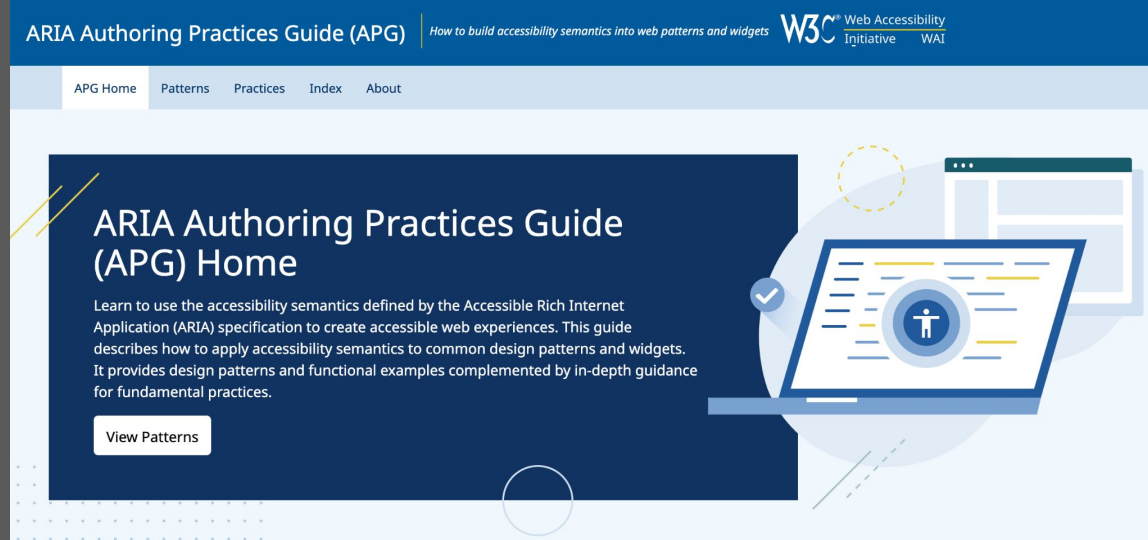 ARIA Authoring Practices Guide (APG)
How to build accessibility semantics into web patterns and widgets
W3C® Web Accessibility
Initiative WAI
APG Home Patterns Practices Index About
ARIA Authoring Practices Guide
(APG) Home
Learn to use the accessibility semantics defined by the Accessible Rich Internet
Application (ARIA) specification to create accessible web experiences. This guide
describes how to apply accessibility semantics to common design patterns and widgets.
It provides design patterns and functional examples complemented by in-depth guidance
for fundamental practices.
View Patterns